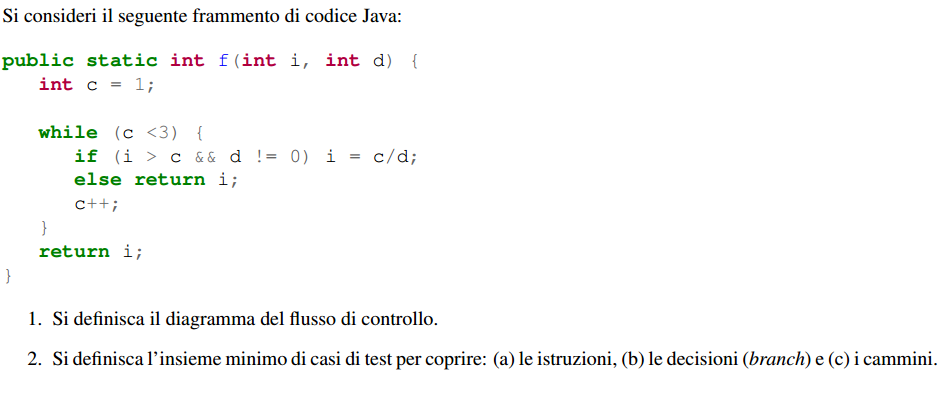 Si consideri il seguente frammento di codice Java:
public static int f(int i, int d) {
int c = 1;
while (c <3) {
if (i > c && d != 0) i = c/d;
else return i;
c++;
}
return i;
}
1. Si definisca il diagramma del flusso di controllo.
2. Si definisca l'insieme minimo di casi di test per coprire: (a) le istruzioni, (b) le decisioni (branch) e (c) i cammini.